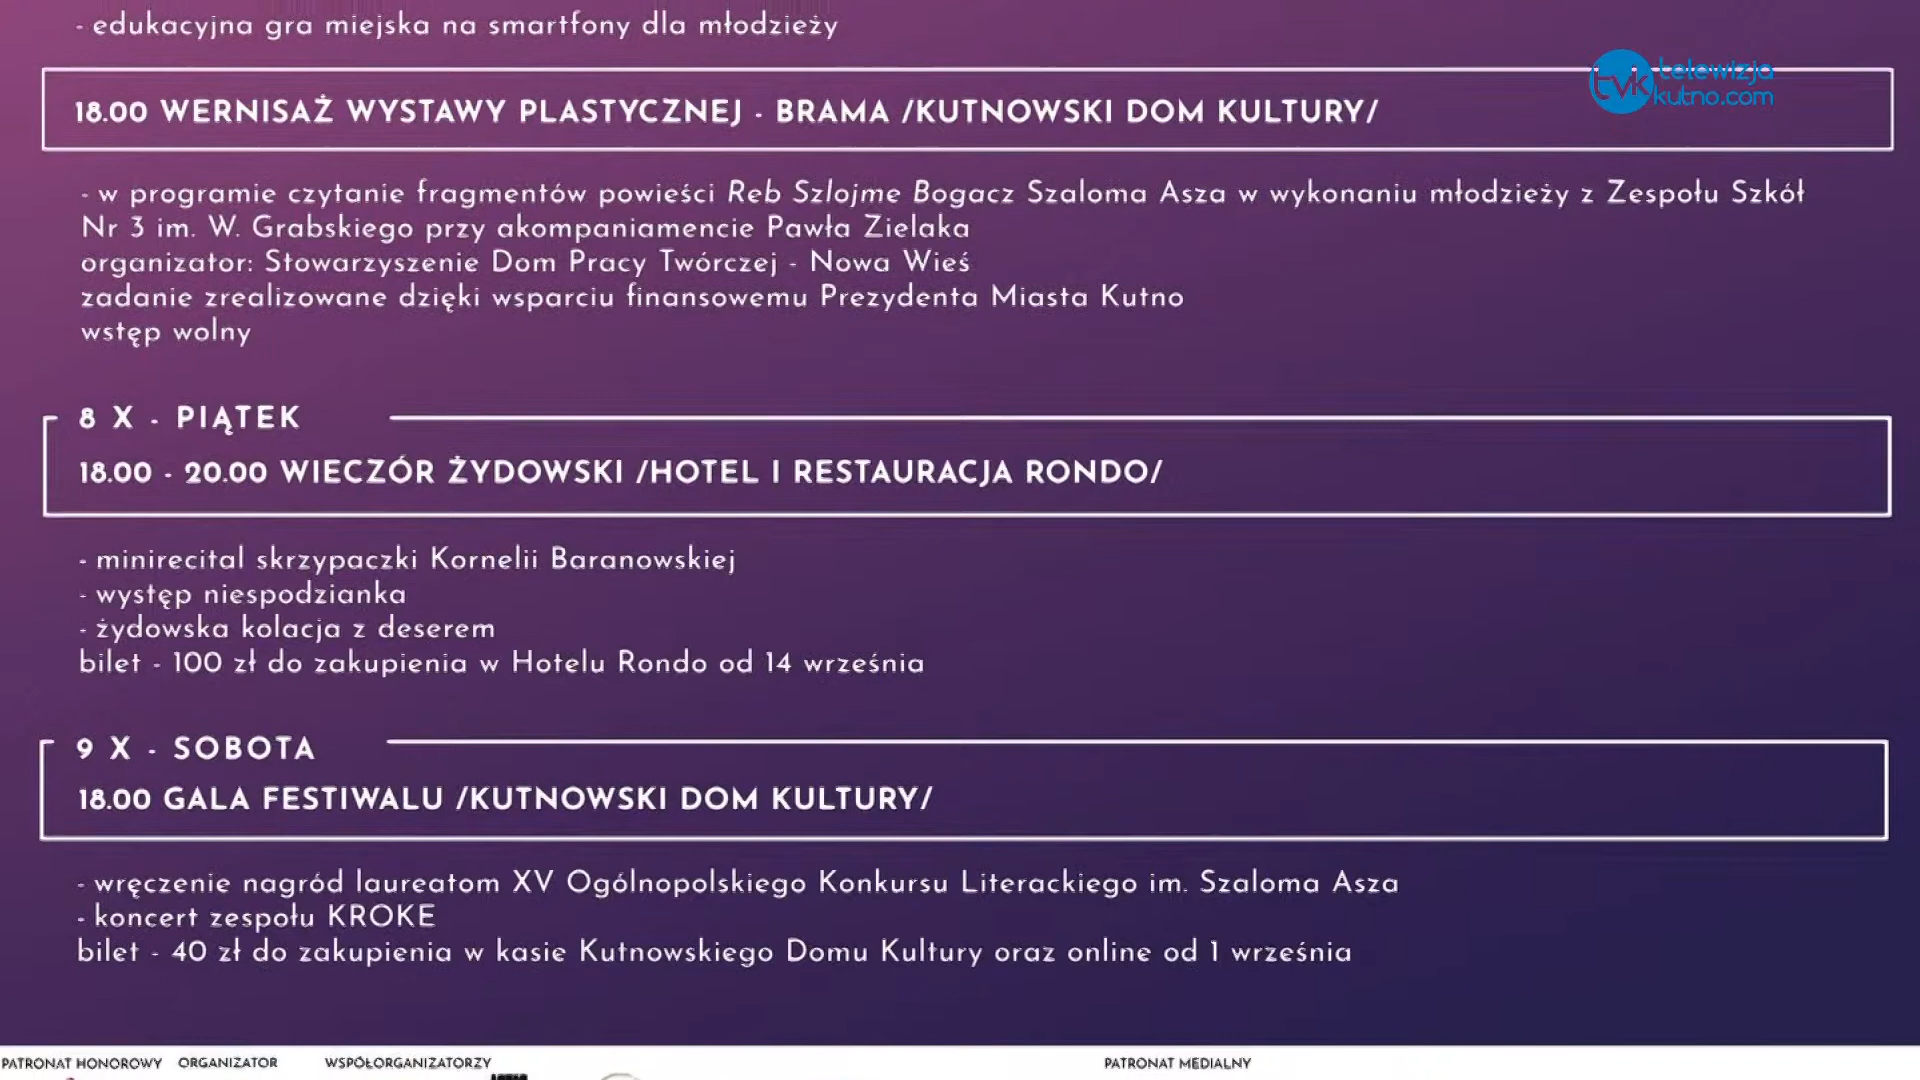 - edukacyjna gra miejska na smartfony dla młodzieży
telewizja
tvk kutno.com
18.00 WERNISAŻ WYSTAWY PLASTYCZNEJ - BRAMA /KUTNOWSKI DOM KULTURY/
- w programie czytanie fragmentów powieści Reb Szlojme Bogacz Szaloma Asza w wykonaniu młodzieży z Zespołu Szkół
Nr 3 im. W. Grabskiego przy akompaniamencie Pawła Zielaka
organizator: Stowarzyszenie Dom Pracy Twórczej - Nowa Wieś
zadanie zrealizowane dzięki wsparciu finansowemu Prezydenta Miasta Kutno
wstęp wolny
8 X - PIĄTEK
18.00 - 20.00 WIECZÓR ŻYDOWSKI /HOTEL I RESTAURACJA RONDO/
- minirecital skrzypaczki Kornelii Baranowskiej
- występ niespodzianka
- żydowska kolacja z deserem
bilet - 100 zł do zakupienia w Hotelu Rondo od 14 września
9 X - SOBOTA
18.00 GALA FESTIWALU /KUTNOWSKI DOM KULTURY/
- wręczenie nagród laureatom XV Ogólnopolskiego Konkursu Literackiego im. Szaloma Asza
- koncert zespołu KROKE
bilet - 40 zł do zakupienia w kasie Kutnowskiego Domu Kultury oraz online od 1 września
PATRONAT HONOROWY ORGANIZATOR WSPÓŁORGANIZATORZY PATRONAT MEDIALNY